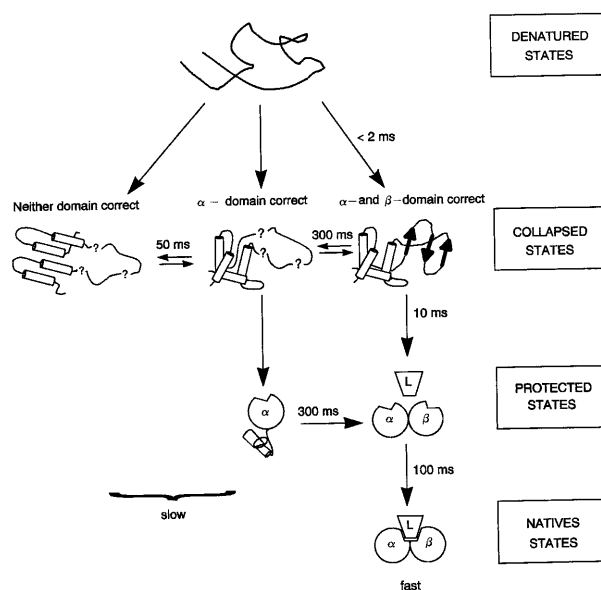 DENATURED
STATES
< 2 ms
Neither domain correct
α – domain correct
α–and β–domain correct
50 ms
300 ms
?
?
?
?
?
?
COLLAPSED
STATES
10 ms
L
α
300 ms
α β
PROTECTED
STATES
100 ms
slow
L
α β
NATIVES
STATES
fast